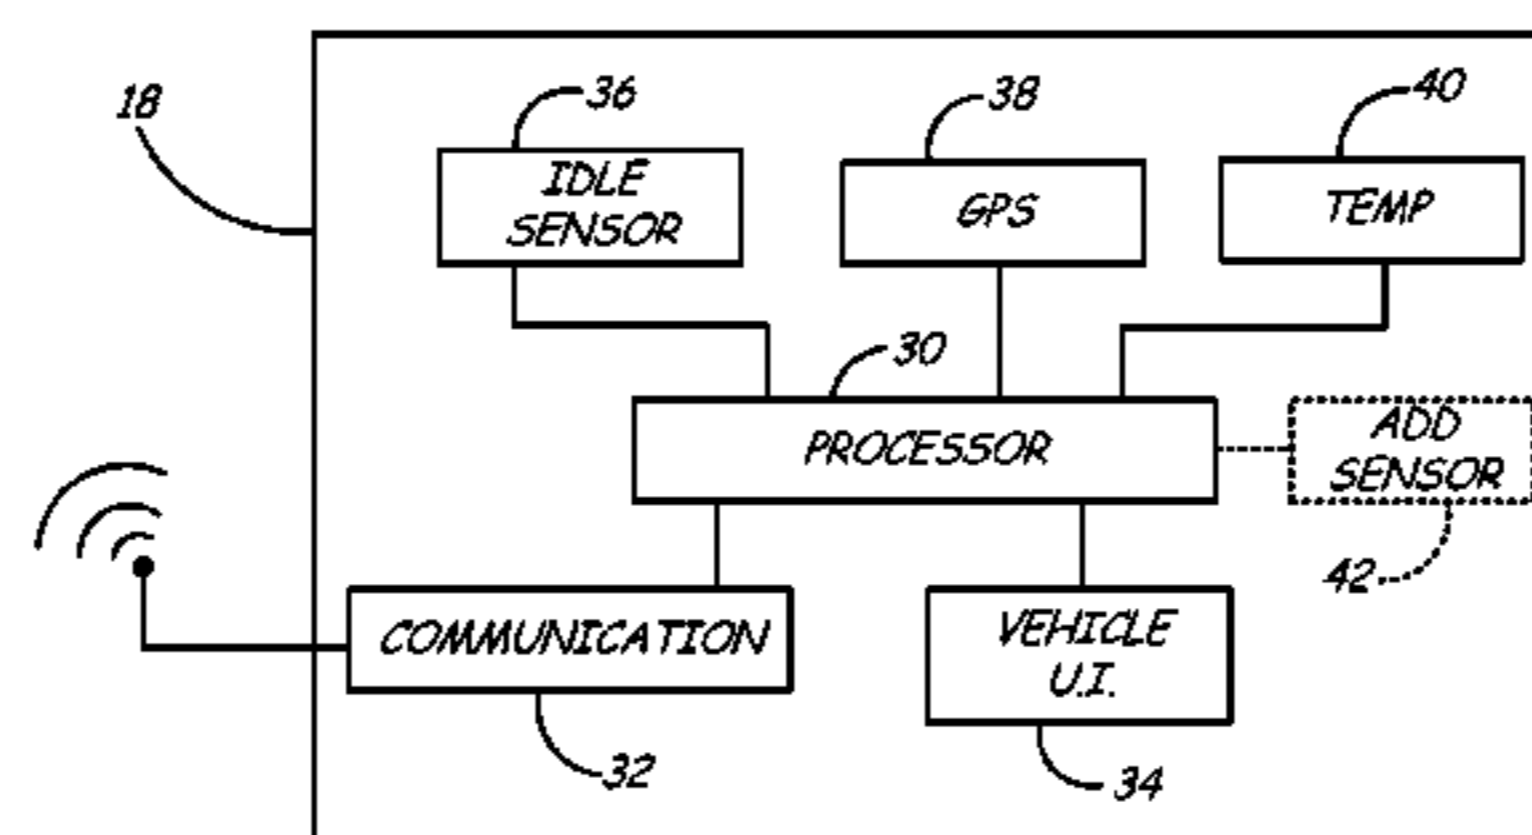 18
36
38
40
IDLE
SENSOR
GPS
TEMP
30
PROCESSOR
ADD
SENSOR
42
COMMUNICATION
VEHICLE
U.I.
32
34